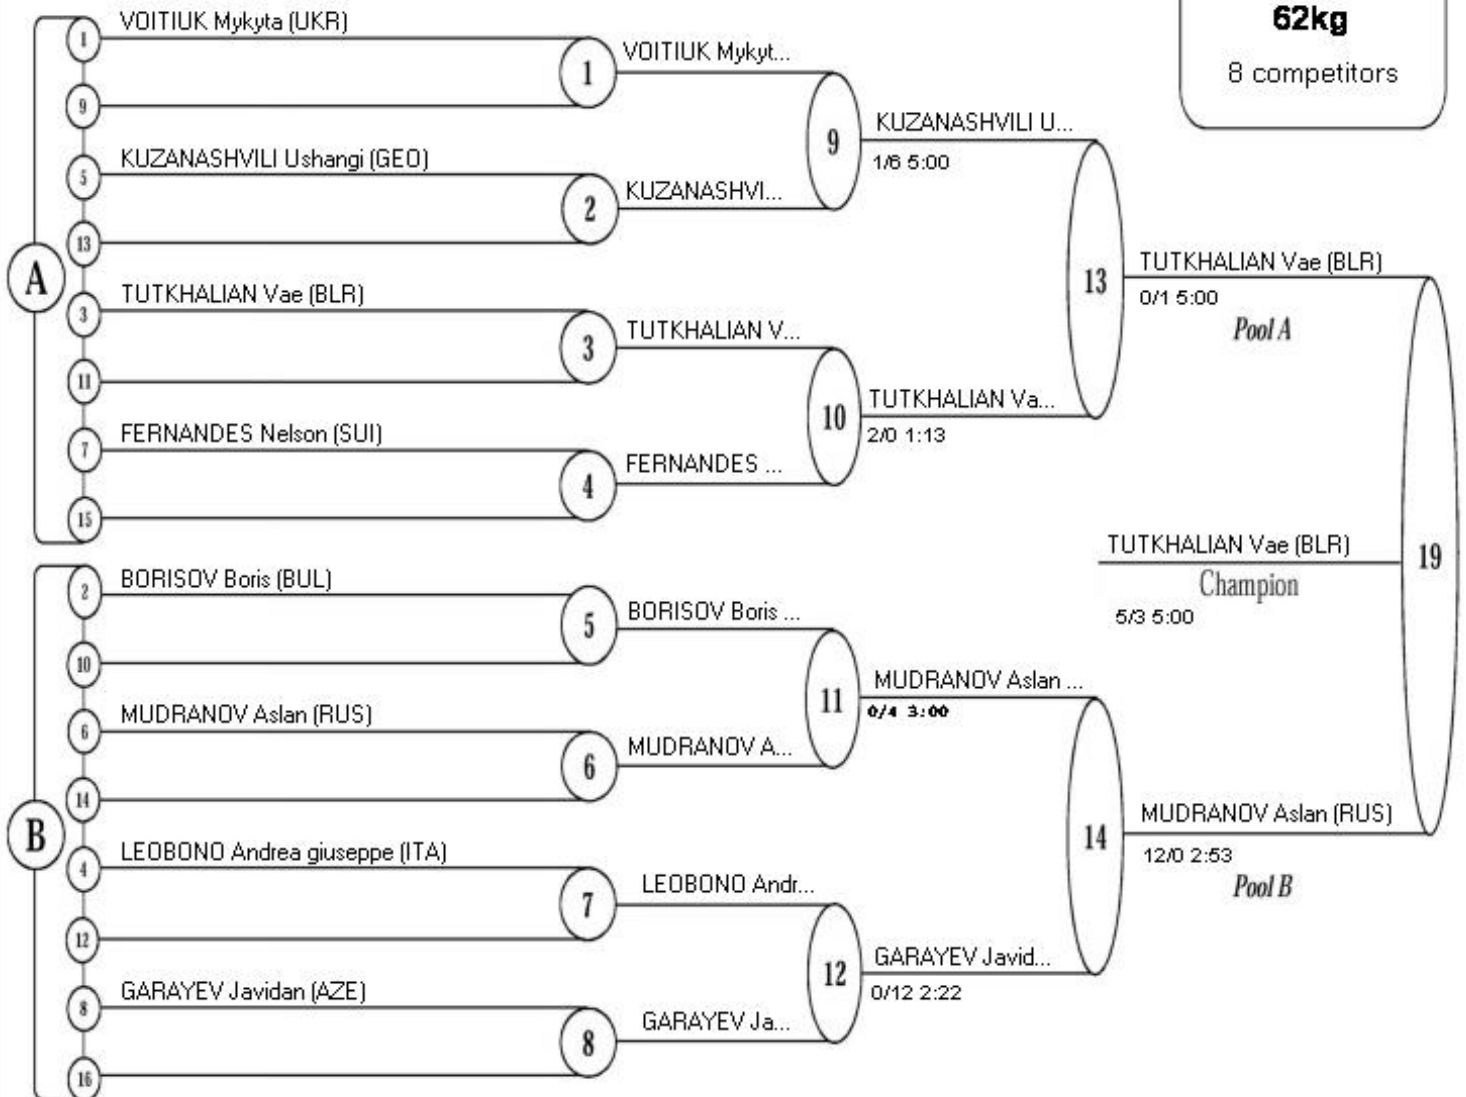 62kg
8 competitors
A
1
VOITIUK Mykyta (UKR)
9
1
VOITIUK Mykyt...
5
KUZANASHVILI Ushangi (GEO)
13
2
KUZANASHVI...
9
KUZANASHVILI U...
1/6 5:00
3
TUTKHALIAN Vae (BLR)
11
3
TUTKHALIAN V...
7
FERNANDES Nelson (SUI)
15
4
FERNANDES ...
10
TUTKHALIAN Va...
2/0 1:13
13
TUTKHALIAN Vae (BLR)
0/1 5:00
Pool A
B
2
BORISOV Boris (BUL)
10
5
BORISOV Boris ...
6
MUDRANOV Aslan (RUS)
14
6
MUDRANOV A...
11
MUDRANOV Aslan ...
0/4 3:00
4
LEOBONO Andrea giuseppe (ITA)
12
7
LEOBONO Andr...
8
GARAYEV Javidan (AZE)
16
8
GARAYEV Ja...
12
GARAYEV Javid...
0/12 2:22
14
MUDRANOV Aslan (RUS)
12/0 2:53
Pool B
19
TUTKHALIAN Vae (BLR)
Champion
5/3 5:00